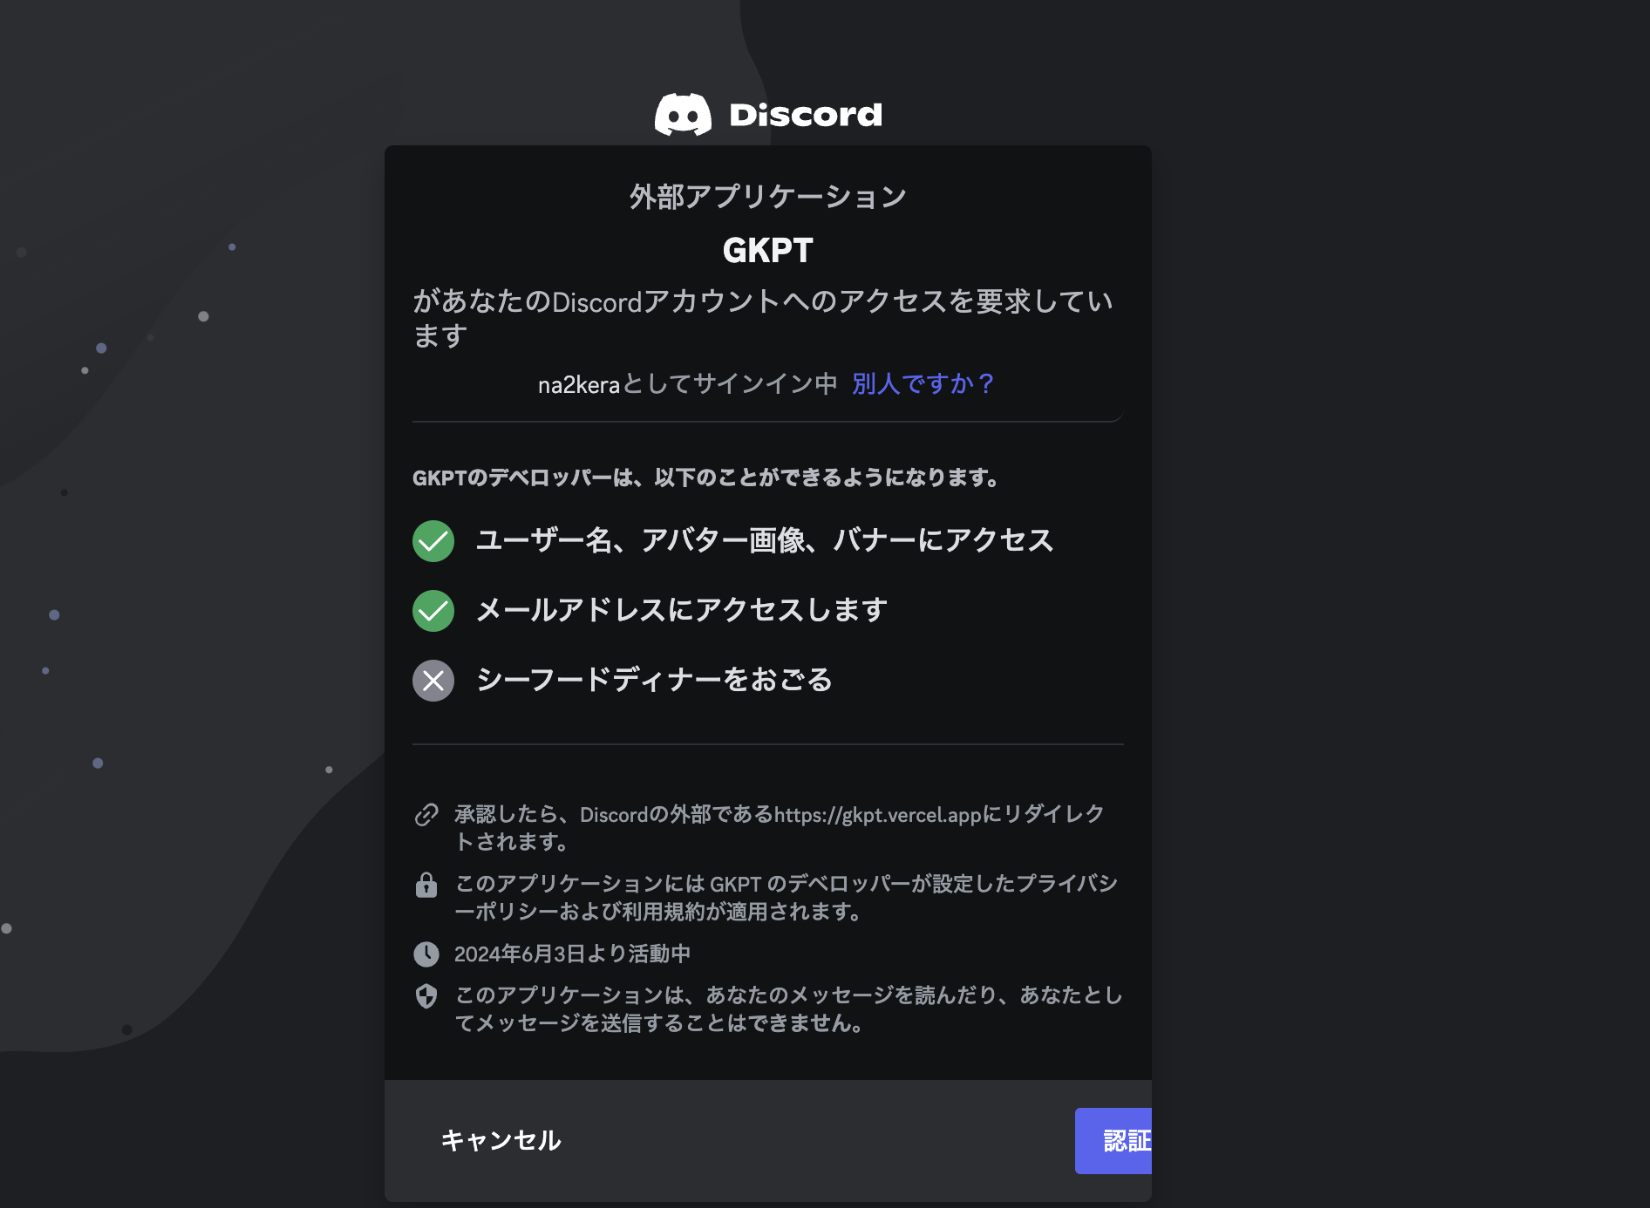 Discord
外部アプリケーション
GKPT
があなたのDiscordアカウントへのアクセスを要求してい
ます
na2keraとしてサインイン中 別人ですか？
GKPTのデベロッパーは、以下のことができるようになります。
ユーザー名、アバター画像、バナーにアクセス
メールアドレスにアクセスします
シーフードディナーをおごる
承認したら、Discordの外部であるhttps://gkpt.vercel.appにリダイレク
トされます。
このアプリケーションには GKPT のデベロッパーが設定したプライバシ
ーポリシーおよび利用規約が適用されます。
2024年6月3日より活動中
このアプリケーションは、あなたのメッセージを読んだり、あなたとし
てメッセージを送信することはできません。
キャンセル
認証